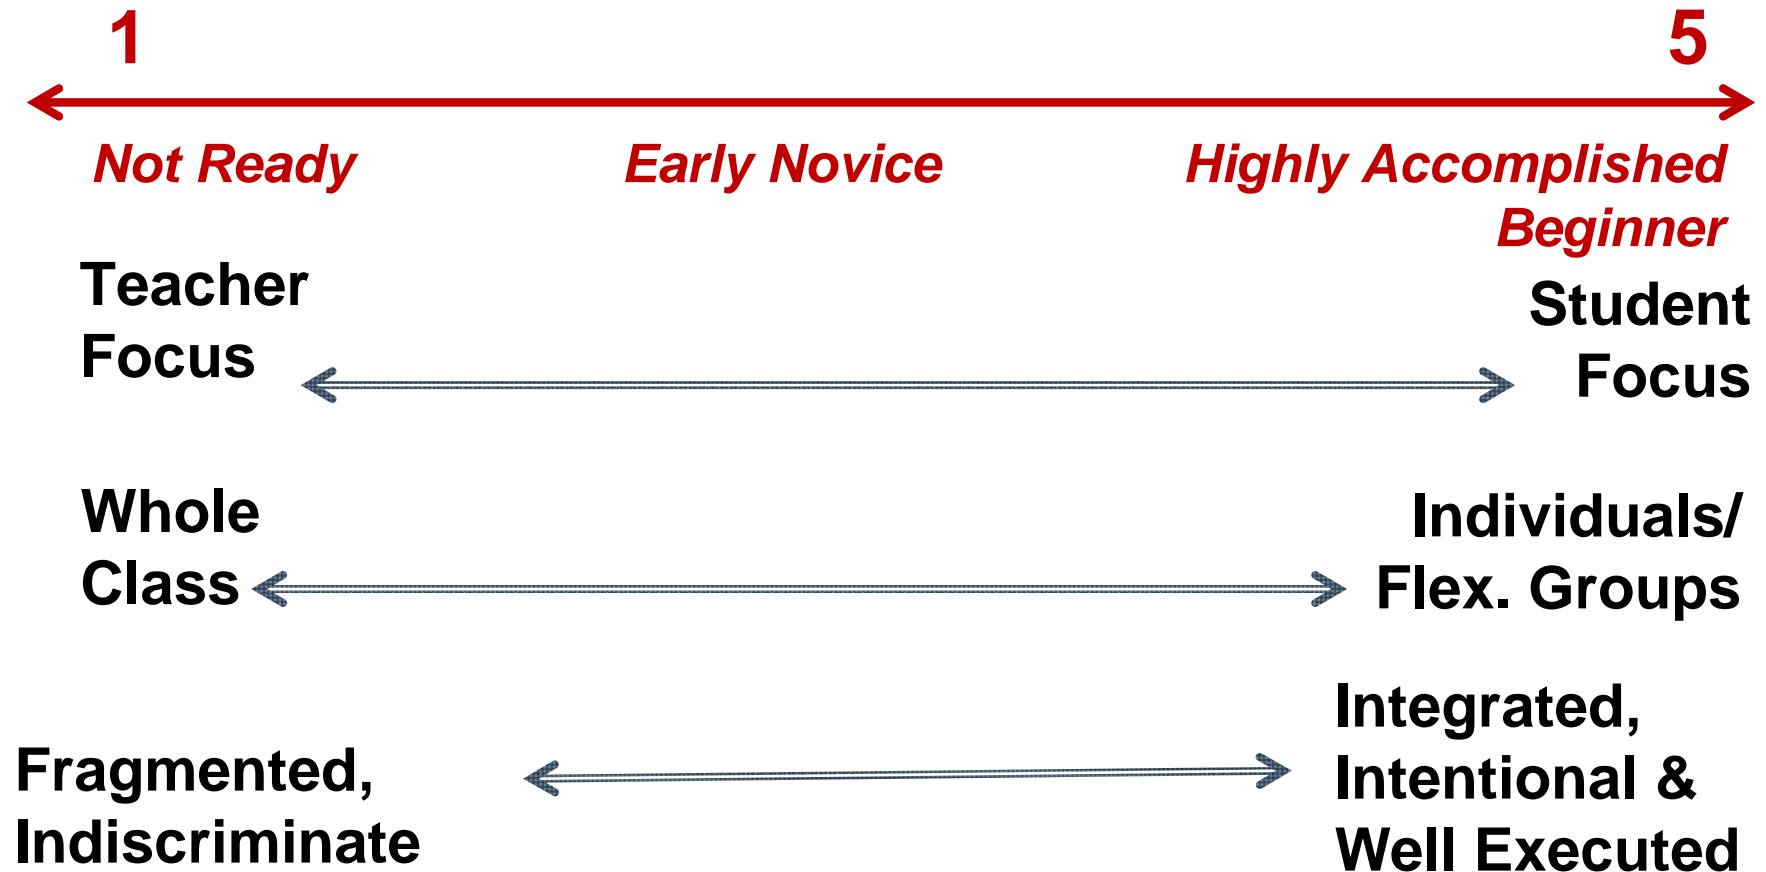 1
5
Not Ready
Early Novice
Highly Accomplished
Beginner
Teacher
Focus
Student
Focus
Whole
Class
Individuals/
Flex. Groups
Fragmented,
Indiscriminate
Integrated,
Intentional &
Well Executed